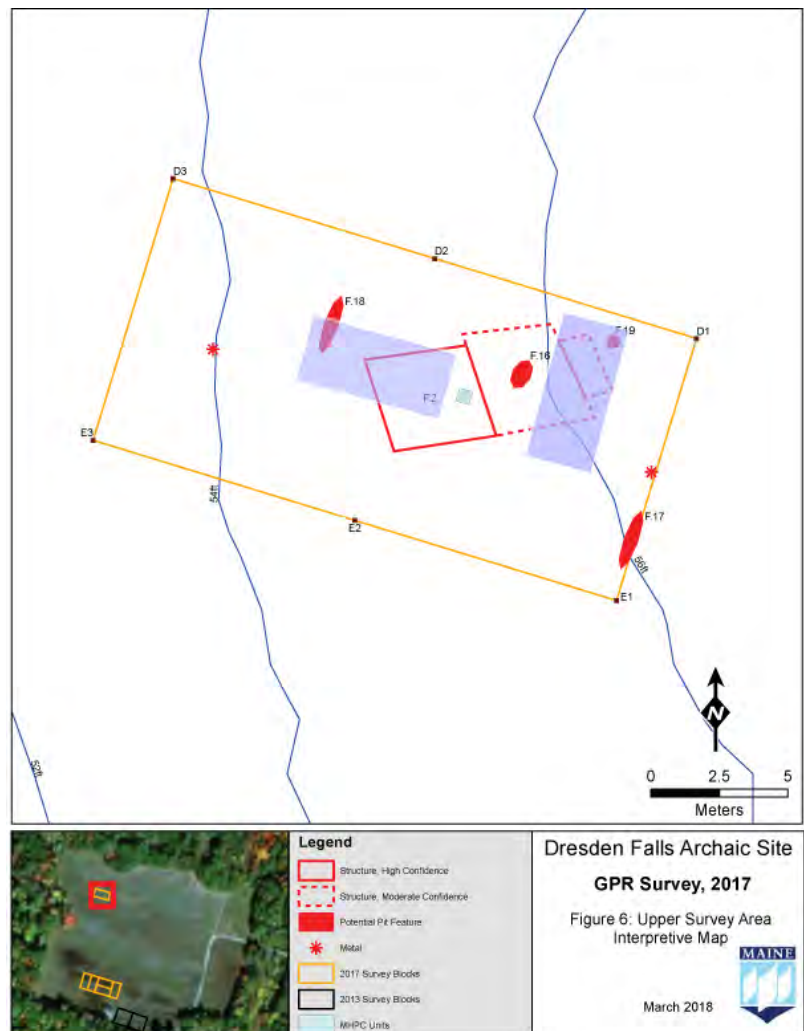 D3
D2
F.18
F.19
D1
F.16
F.2
E3
54ft
E2
F.17
56ft
E1
N
52ft
0 2.5 5
Meters
Legend
Structure, High Confidence
Structure, Moderate Confidence
Potential Pit Feature
Metal
2017 Survey Blocks
2013 Survey Blocks
MHPC Units
Dresden Falls Archaic Site
GPR Survey, 2017
Figure 6: Upper Survey Area
Interpretive Map
MAINE
March 2018